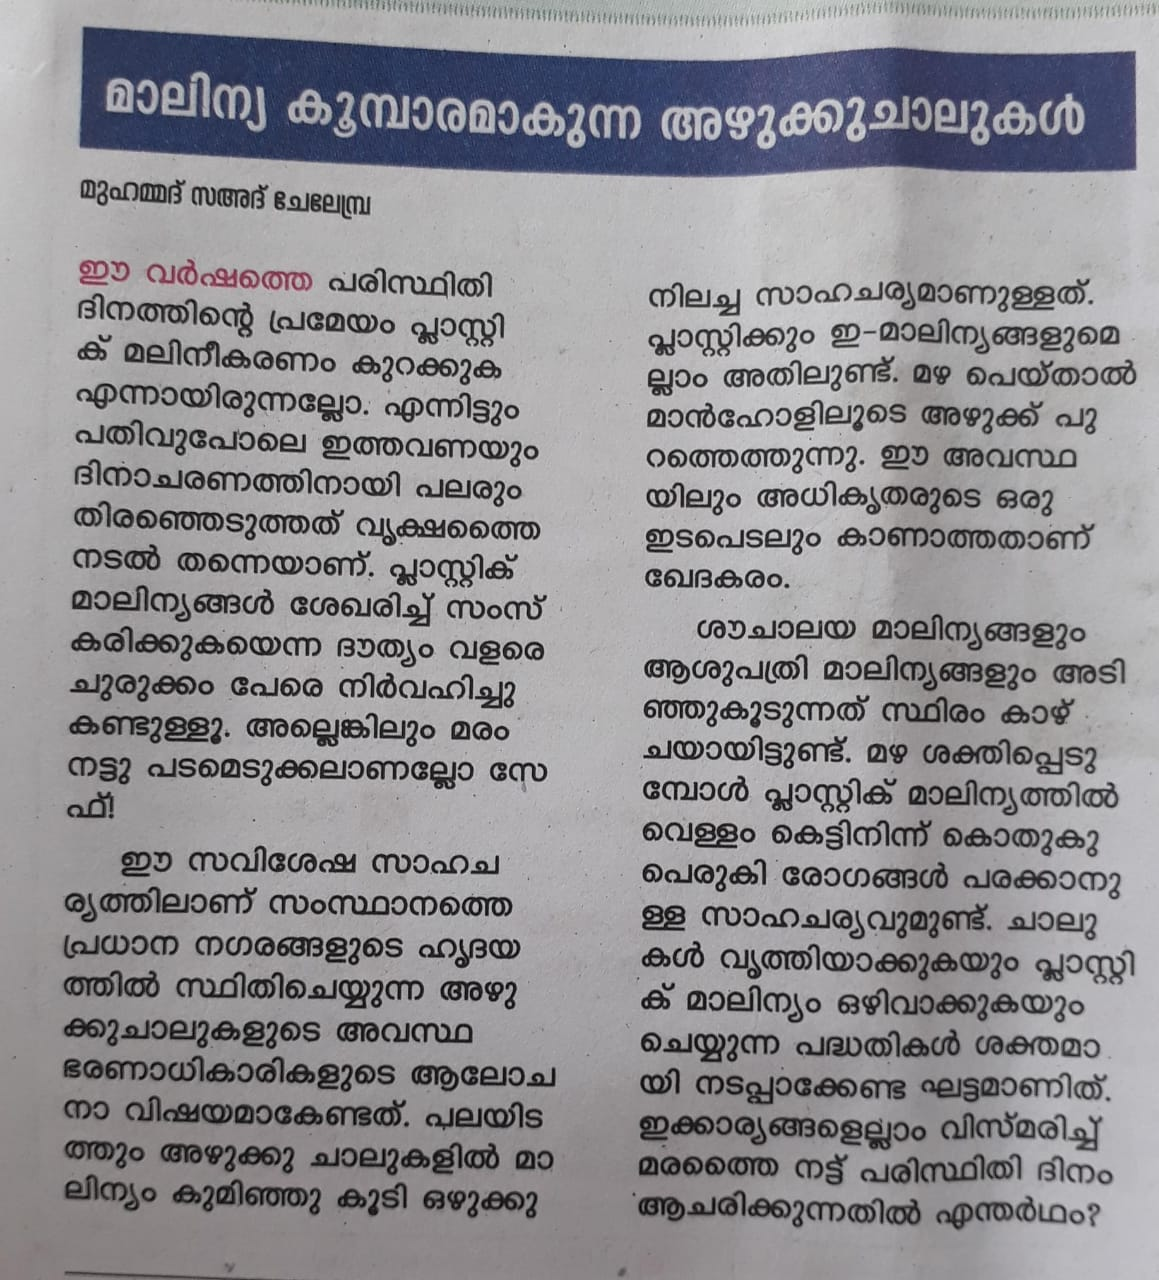 മാലിന്യ കൂമ്പാരമാകുന്ന അഴുക്കുചാലുകൾ
മുഹമ്മദ് സഅദ് ചേലേമ്പ്ര
ഈ വർഷത്തെ പരിസ്ഥിതി
ദിനത്തിന്റെ പ്രമേയം പ്ലാസ്റ്റി
ക് മലിനീകരണം കുറക്കുക
എന്നായിരുന്നല്ലോ. എന്നിട്ടും
പതിവുപോലെ ഇത്തവണയും
ദിനാചരണത്തിനായി പലരും
തിരഞ്ഞെടുത്തത് വൃക്ഷത്തൈ
നടൽ തന്നെയാണ്. പ്ലാസ്റ്റിക്
മാലിന്യങ്ങൾ ശേഖരിച്ച് സംസ്
കരിക്കുകയെന്ന ദൗത്യം വളരെ
ചുരുക്കം പേരെ നിർവഹിച്ചു
കണ്ടുള്ളൂ. അല്ലെങ്കിലും മരം
നട്ടു പടമെടുക്കലാണല്ലോ സേ
ഫ്!
ഈ സവിശേഷ സാഹച
ര്യത്തിലാണ് സംസ്ഥാനത്തെ
പ്രധാന നഗരങ്ങളുടെ ഹൃദയ
ത്തിൽ സ്ഥിതിചെയ്യുന്ന അഴു
ക്കുചാലുകളുടെ അവസ്ഥ
ഭരണാധികാരികളുടെ ആലോച
നാ വിഷയമാകേണ്ടത്. പലയിട
ത്തും അഴുക്കു ചാലുകളിൽ മാ
ലിന്യം കുമിഞ്ഞു കൂടി ഒഴുക്കു
നിലച്ച സാഹചര്യമാണുള്ളത്.
പ്ലാസ്റ്റിക്കും ഇ-മാലിന്യങ്ങളുമെ
ല്ലാം അതിലുണ്ട്. മഴ പെയ്താൽ
മാൻഹോളിലൂടെ അഴുക്ക് പു
റത്തെത്തുന്നു. ഈ അവസ്ഥ
യിലും അധികൃതരുടെ ഒരു
ഇടപെടലും കാണാത്തതാണ്
ഖേദകരം.
ശൗചാലയ മാലിന്യങ്ങളും
ആശുപത്രി മാലിന്യങ്ങളും അടി
ഞ്ഞുകൂടുന്നത് സ്ഥിരം കാഴ്
ചയായിട്ടുണ്ട്. മഴ ശക്തിപ്പെടു
മ്പോൾ പ്ലാസ്റ്റിക് മാലിന്യത്തിൽ
വെള്ളം കെട്ടിനിന്ന് കൊതുകു
പെരുകി രോഗങ്ങൾ പരക്കാനു
ള്ള സാഹചര്യവുമുണ്ട്. ചാലു
കൾ വൃത്തിയാക്കുകയും പ്ലാസ്റ്റി
ക് മാലിന്യം ഒഴിവാക്കുകയും
ചെയ്യുന്ന പദ്ധതികൾ ശക്തമാ
യി നടപ്പാക്കേണ്ട ഘട്ടമാണിത്.
ഇക്കാര്യങ്ങളെല്ലാം വിസ്മരിച്ച്
മരത്തൈ നട്ട് പരിസ്ഥിതി ദിനം
ആചരിക്കുന്നതിൽ എന്തർഥം?